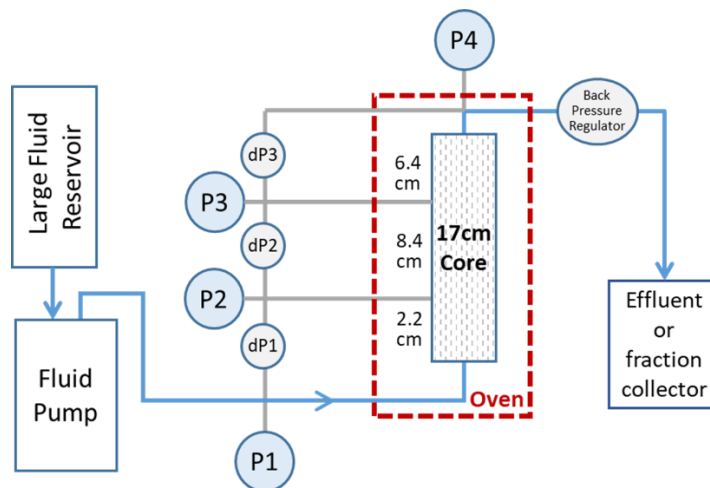 P4
Large Fluid
Reservoir
Back
Pressure
Regulator
dP3
6.4
cm
P3
17cm
Core
dP2
8.4
cm
P2
2.2
cm
dP1
Fluid
Pump
Effluent
or
fraction
collector
Oven
P1